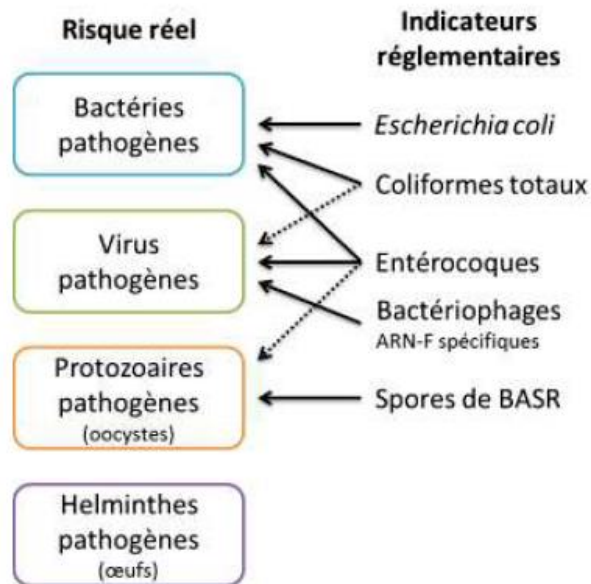 Risque réel
Bactéries
pathogènes
Virus
pathogènes
Protozoaires
pathogènes
(oocystes)
Helminthes
pathogènes
(œufs)
Indicateurs
réglementaires
Escherichia coli
Coliformes totaux
Entérocoques
Bactériophages
ARN-F spécifiques
Spores de BASR